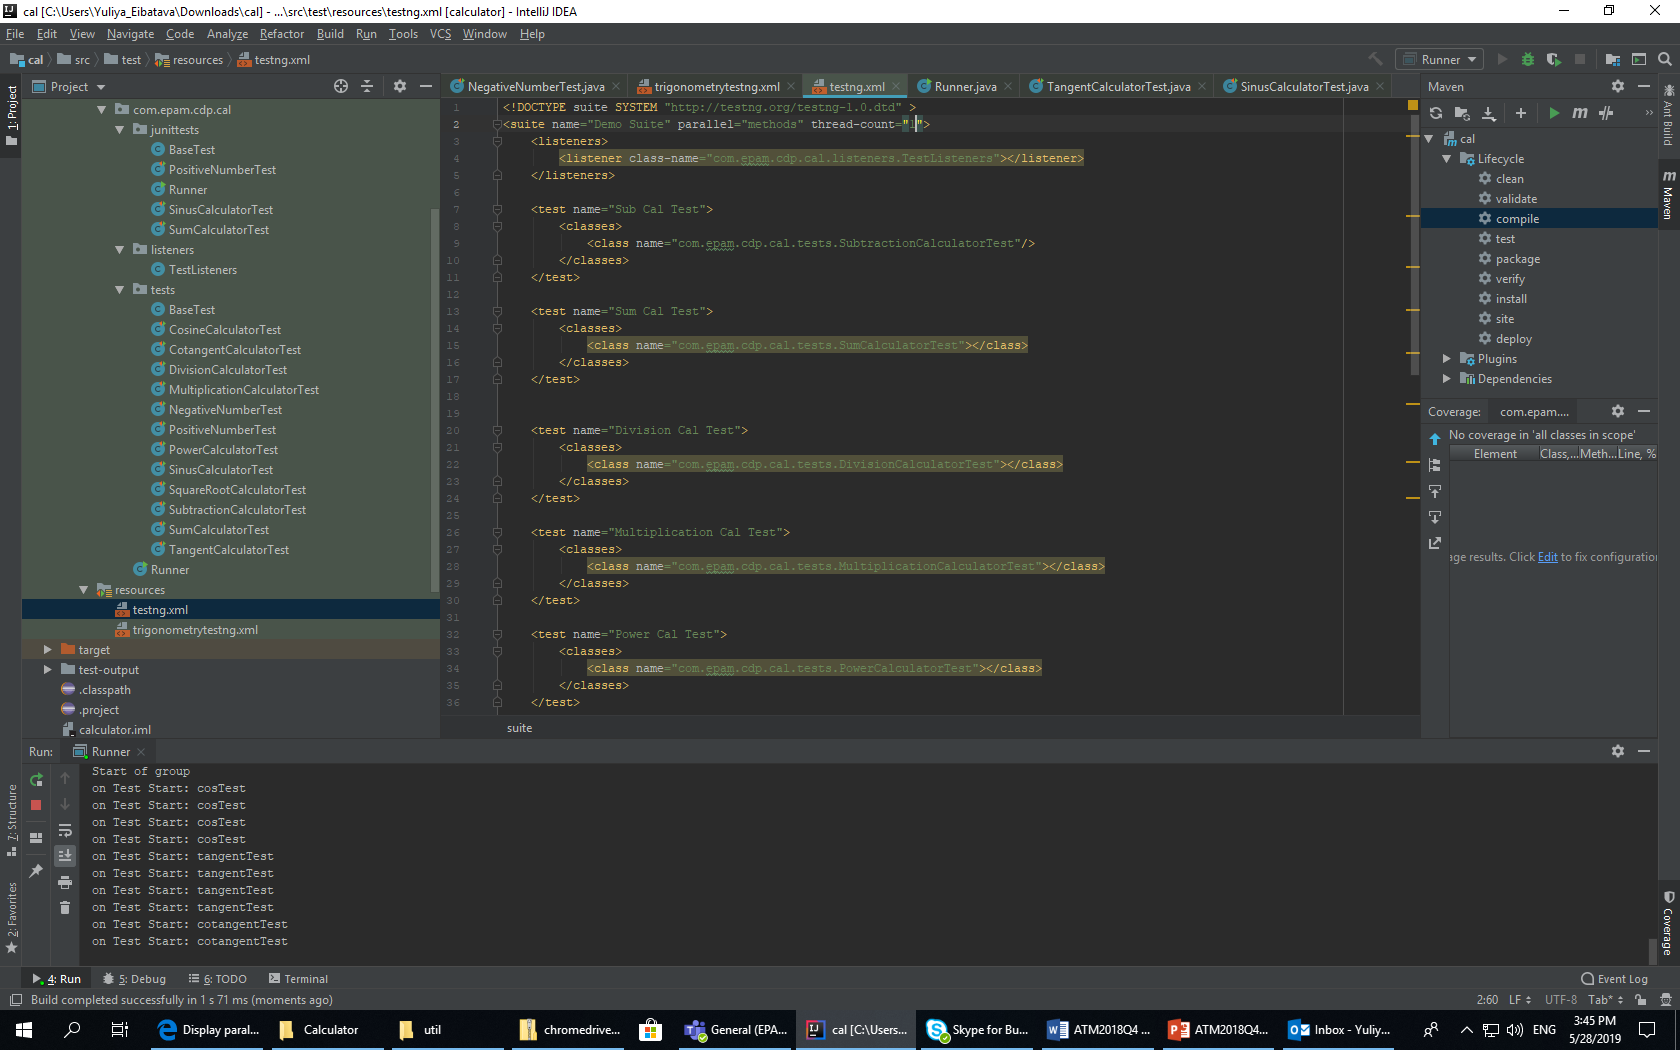 cal [C:\Users\Yuliya_Eibatava\Downloads\cal] - ...\src\test\resources\testng.xml [calculator] - IntelliJ IDEA
File Edit View Navigate Code Analyze Refactor Build Run Tools VCS Window Help
cal src test resources testng.xml
Runner
Project
NegativeNumberTest.java trigonometrytestng.xml testng.xml Runner.java TangentCalculatorTest.java SinusCalculatorTest.java
Maven
1: Project
com.epam.cdp.cal
junittests
BaseTest
PositiveNumberTest
Runner
SinusCalculatorTest
SumCalculatorTest
listeners
TestListeners
tests
BaseTest
CosineCalculatorTest
CotangentCalculatorTest
DivisionCalculatorTest
MultiplicationCalculatorTest
NegativeNumberTest
PositiveNumberTest
PowerCalculatorTest
SinusCalculatorTest
SquareRootCalculatorTest
SubtractionCalculatorTest
SumCalculatorTest
TangentCalculatorTest
Runner
resources
testng.xml
trigonometrytestng.xml
target
test-output
.classpath
.project
calculator.iml
1 <!DOCTYPE suite SYSTEM "http://testng.org/testng-1.0.dtd" >
2 <suite name="Demo Suite" parallel="methods" thread-count="1">
3 <listeners>
4 <listener class-name="com.epam.cdp.cal.listeners.TestListeners"></listener>
5 </listeners>
6
7 <test name="Sub Cal Test">
8 <classes>
9 <class name="com.epam.cdp.cal.tests.SubtractionCalculatorTest"/>
10 </classes>
11 </test>
12
13 <test name="Sum Cal Test">
14 <classes>
15 <class name="com.epam.cdp.cal.tests.SumCalculatorTest"></class>
16 </classes>
17 </test>
18
19
20 <test name="Division Cal Test">
21 <classes>
22 <class name="com.epam.cdp.cal.tests.DivisionCalculatorTest"></class>
23 </classes>
24 </test>
25
26 <test name="Multiplication Cal Test">
27 <classes>
28 <class name="com.epam.cdp.cal.tests.MultiplicationCalculatorTest"></class>
29 </classes>
30 </test>
31
32 <test name="Power Cal Test">
33 <classes>
34 <class name="com.epam.cdp.cal.tests.PowerCalculatorTest"></class>
35 </classes>
36 </test>
suite
cal
Lifecycle
clean
validate
compile
test
package
verify
install
site
deploy
Plugins
Dependencies
Coverage: com.epam....
No coverage in 'all classes in scope'
Element Class,... Meth... Line, %
age results. Click Edit to fix configuration
Ant Build
m Maven
Coverage
Run: Runner
Start of group
on Test Start: cosTest
on Test Start: cosTest
on Test Start: cosTest
on Test Start: cosTest
on Test Start: tangentTest
on Test Start: tangentTest
on Test Start: tangentTest
on Test Start: tangentTest
on Test Start: cotangentTest
on Test Start: cotangentTest
7: Structure
2: Favorites
4: Run 5: Debug 6: TODO Terminal Event Log
Build completed successfully in 1 s 71 ms (moments ago) 2:60 LF UTF-8 Tab*
Display paral... Calculator util chromedrive... General (EPA... cal [C:\Users... Skype for Bu... ATM2018Q4 ... ATM2018Q4... Inbox - Yuliy... ENG
3:45 PM
5/28/2019